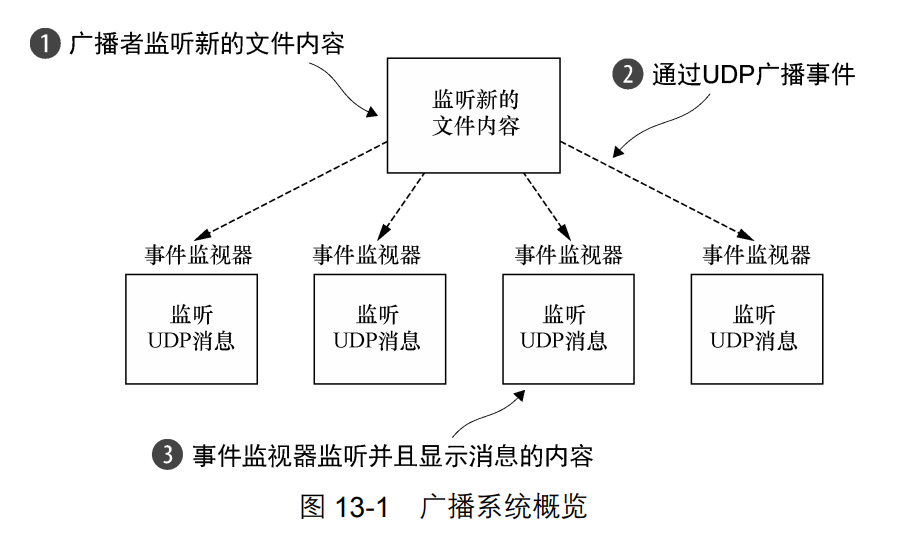 1 广播者监听新的文件内容
2 通过UDP广播事件
监听新的
文件内容
事件监视器
事件监视器
事件监视器
事件监视器
监听
UDP消息
监听
UDP消息
监听
UDP消息
监听
UDP消息
3 事件监视器监听并且显示消息的内容
图 13-1 广播系统概览